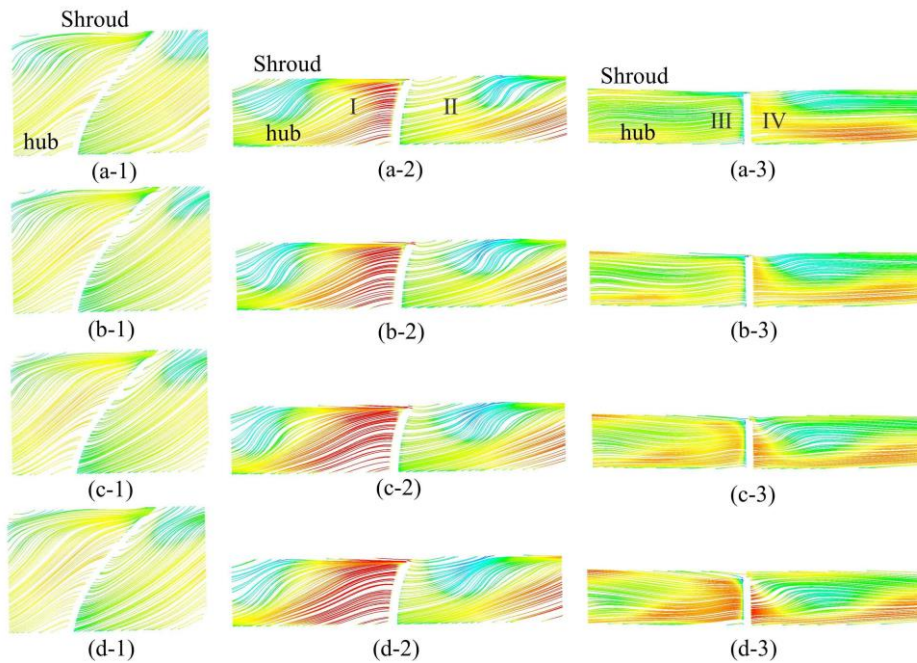 Shroud
hub
(a-1)
Shroud
I
II
hub
(a-2)
Shroud
hub
III
IV
(a-3)
(b-1)
(b-2)
(b-3)
(c-1)
(c-2)
(c-3)
(d-1)
(d-2)
(d-3)